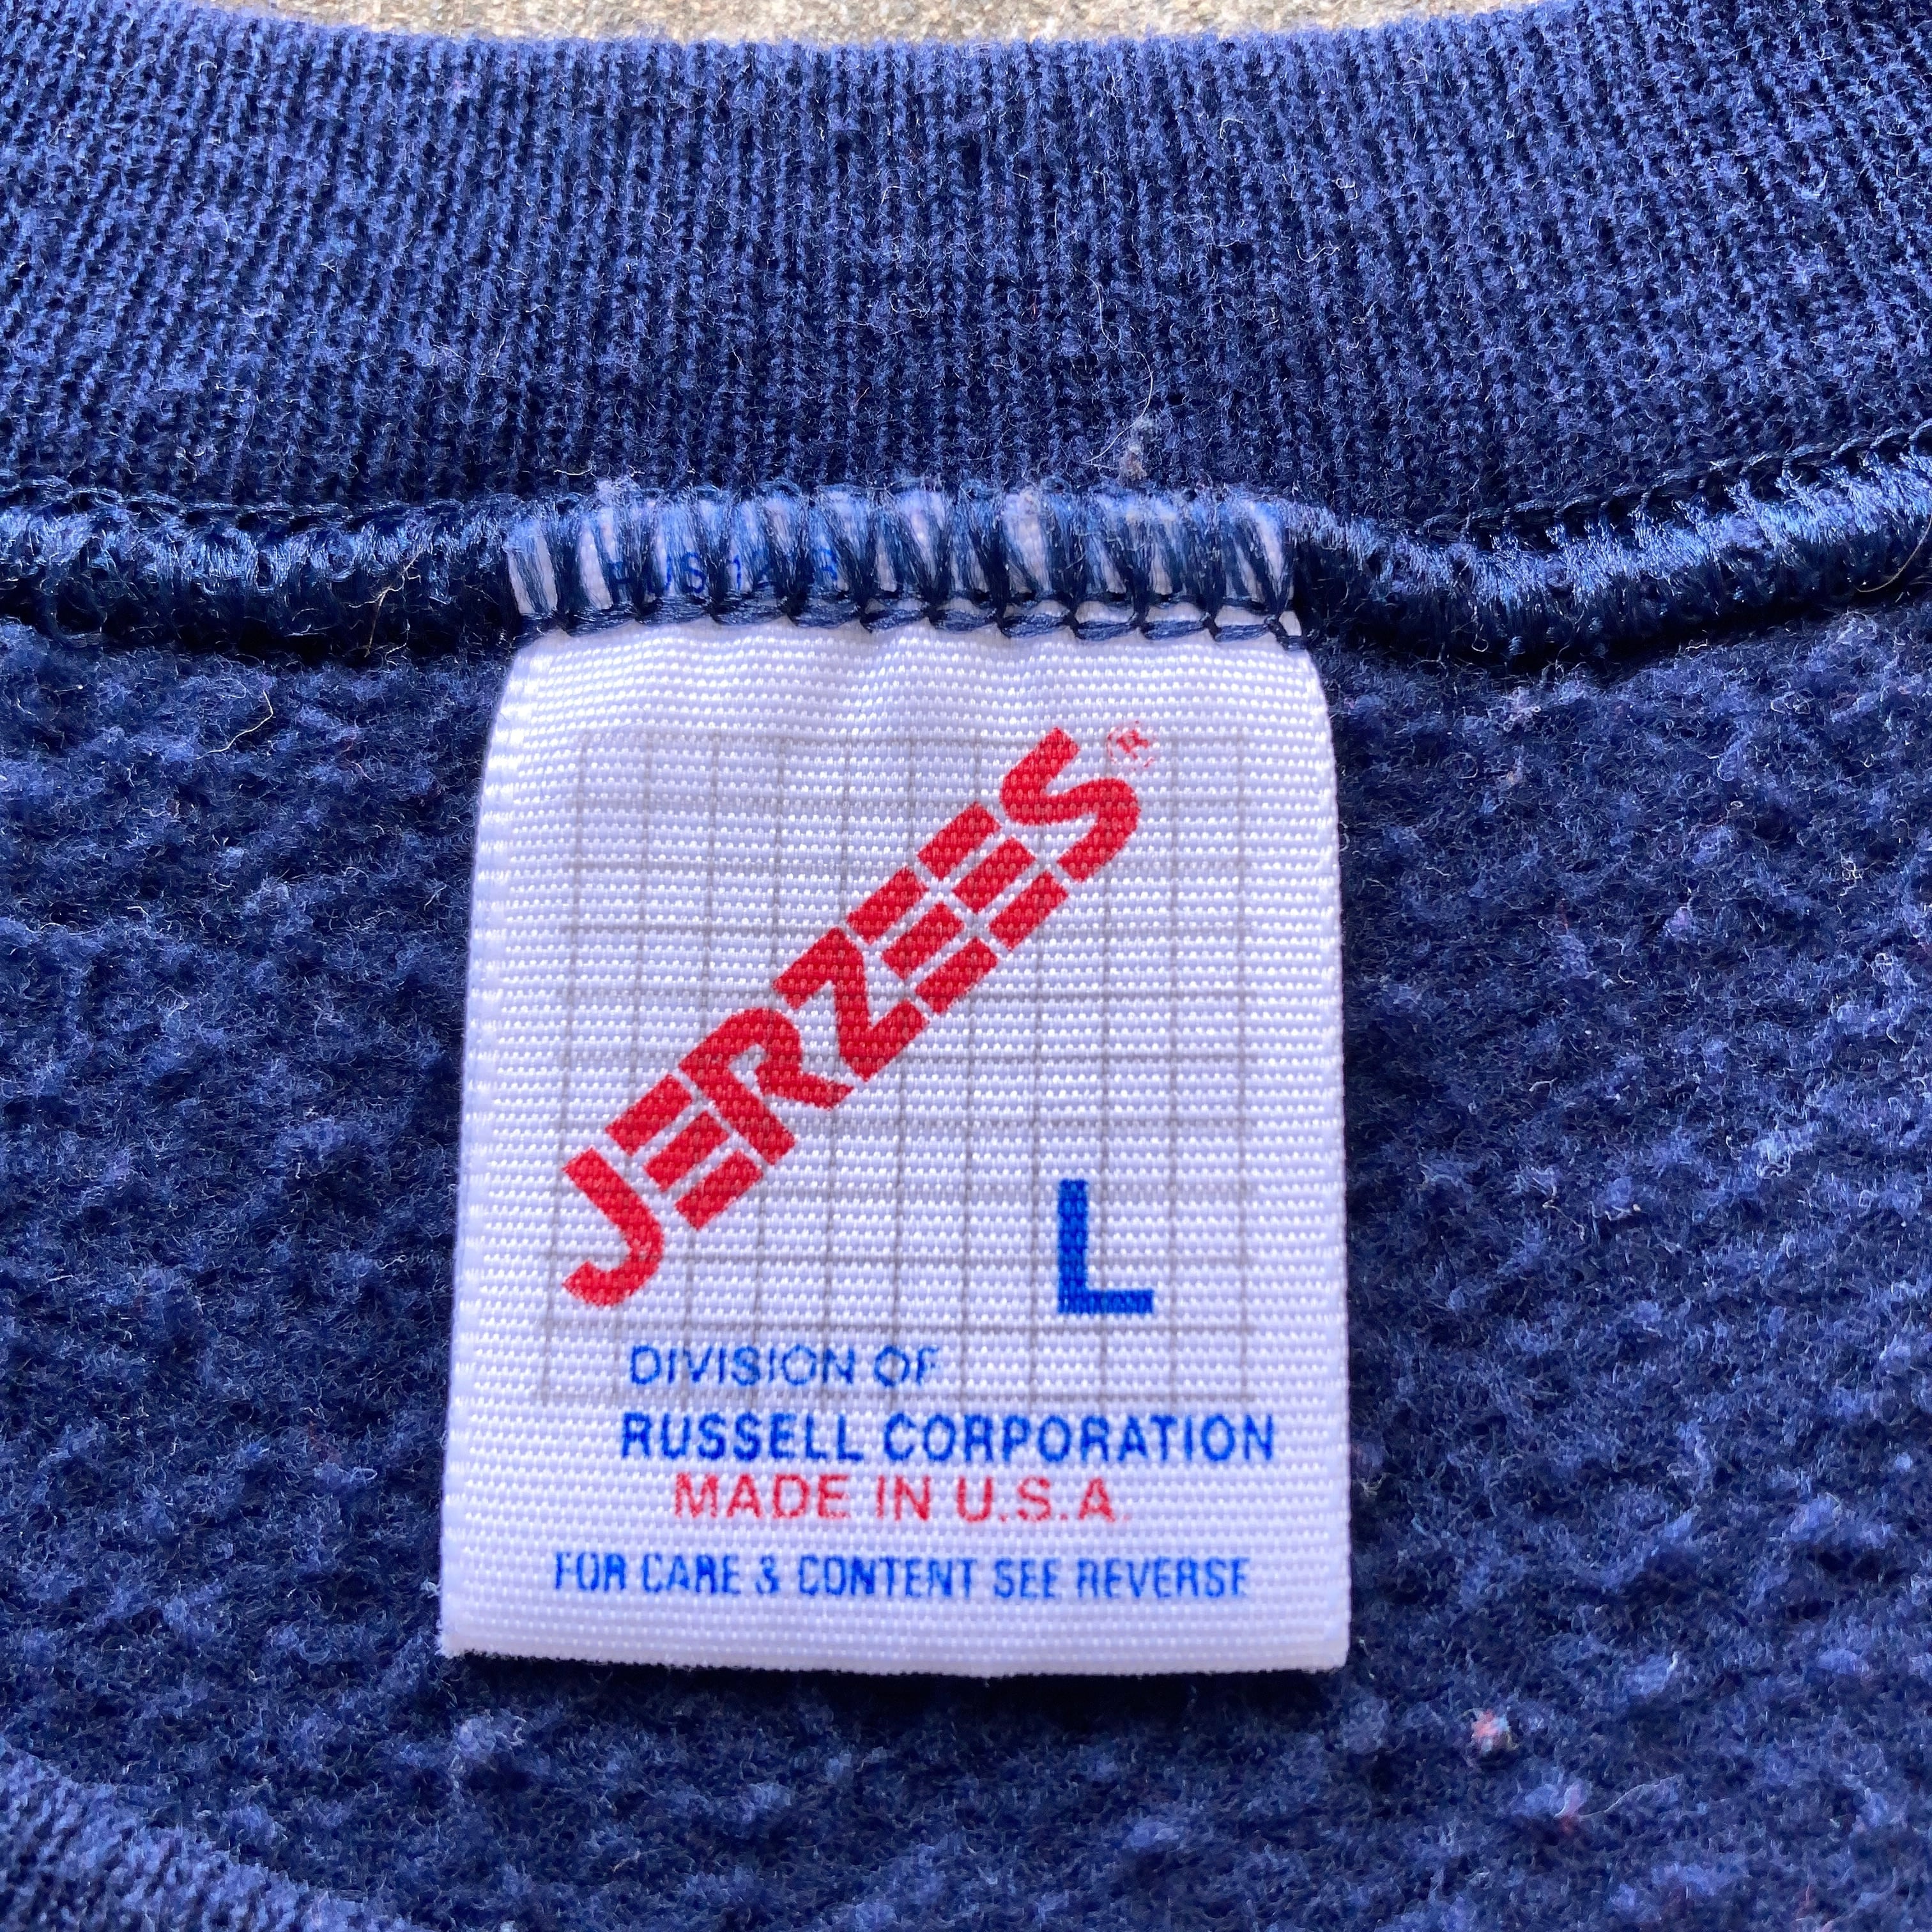 JERZEES®
L
DIVISION OF
RUSSELL CORPORATION
MADE IN U.S.A.
FOR CARE & CONTENT SEE REVERSE